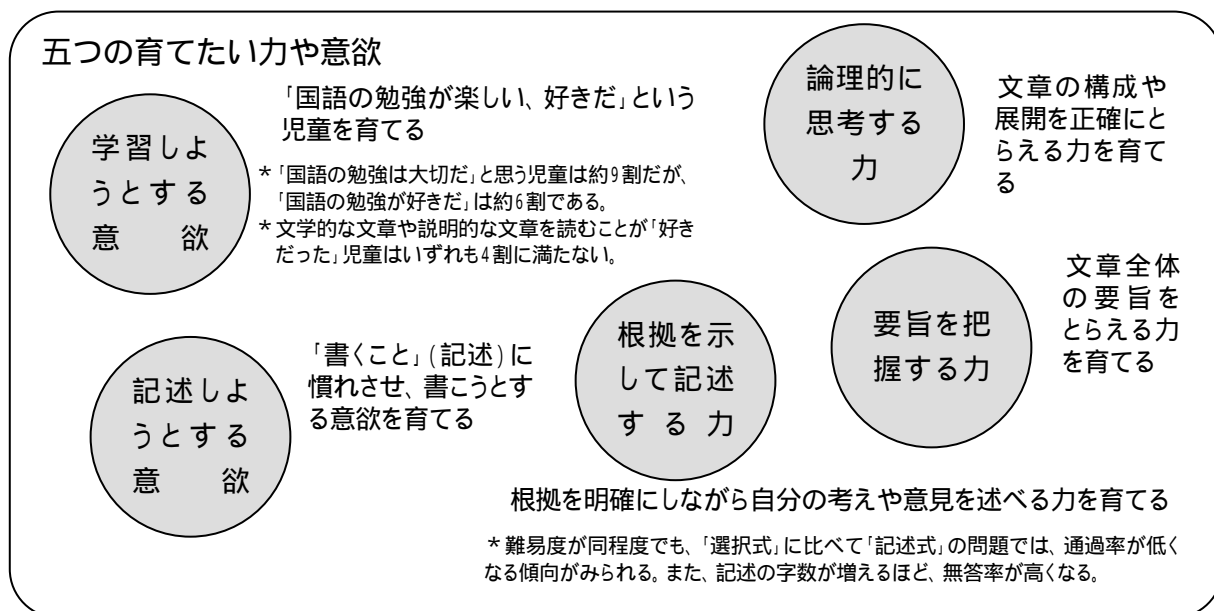 五つの育てたい力や意欲
学習しよ
うとする
意 欲
「国語の勉強が楽しい、好きだ」という
児童を育てる
*「国語の勉強は大切だ」と思う児童は約9割だが、
「国語の勉強が好きだ」は約6割である。
*文学的な文章や説明的な文章を読むことが「好き
だった」児童はいずれも4割に満たない。
論理的に
思考する
力
文章の構成や
展開を正確にと
らえる力を育て
る
記述しよ
うとする
意 欲
「書くこと」(記述)に
慣れさせ、書こうとす
る意欲を育てる
根拠を示
して記述
する力
要旨を把
握する力
文章全体
の要旨を
とらえる力
を育てる
根拠を明確にしながら自分の考えや意見を述べる力を育てる
*難易度が同程度でも、「選択式」に比べて「記述式」の問題では、通過率が低く
なる傾向がみられる。また、記述の字数が増えるほど、無答率が高くなる。